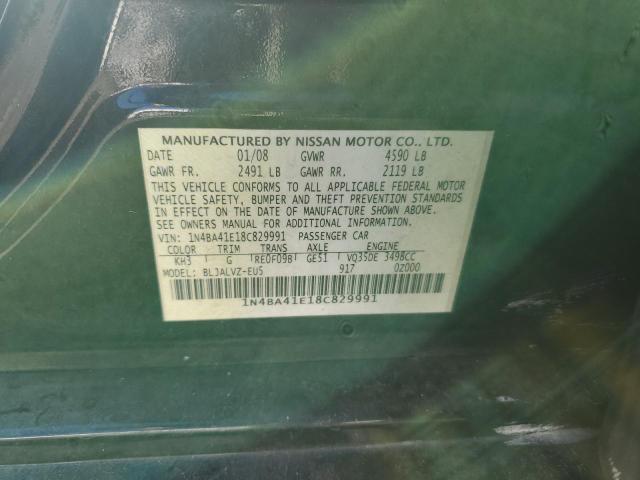 MANUFACTURED BY NISSAN MOTOR CO., LTD.
DATE 01/08 GVWR 4590 LB
GAWR FR. 2491 LB GAWR RR. 2119 LB
THIS VEHICLE CONFORMS TO ALL APPLICABLE FEDERAL MOTOR
VEHICLE SAFETY, BUMPER AND THEFT PREVENTION STANDARDS
IN EFFECT ON THE DATE OF MANUFACTURE SHOWN ABOVE.
SEE OWNERS MANUAL FOR ADDITIONAL INFORMATION.
VIN: 1N4BA41E18C829991 PASSENGER CAR
COLOR TRIM TRANS AXLE ENGINE
KH3 G RE0F09B GE51 VQ35DE 3498CC
MODEL: BLJALVZ-EU5 917 0Z000
1N4BA41E18C829991